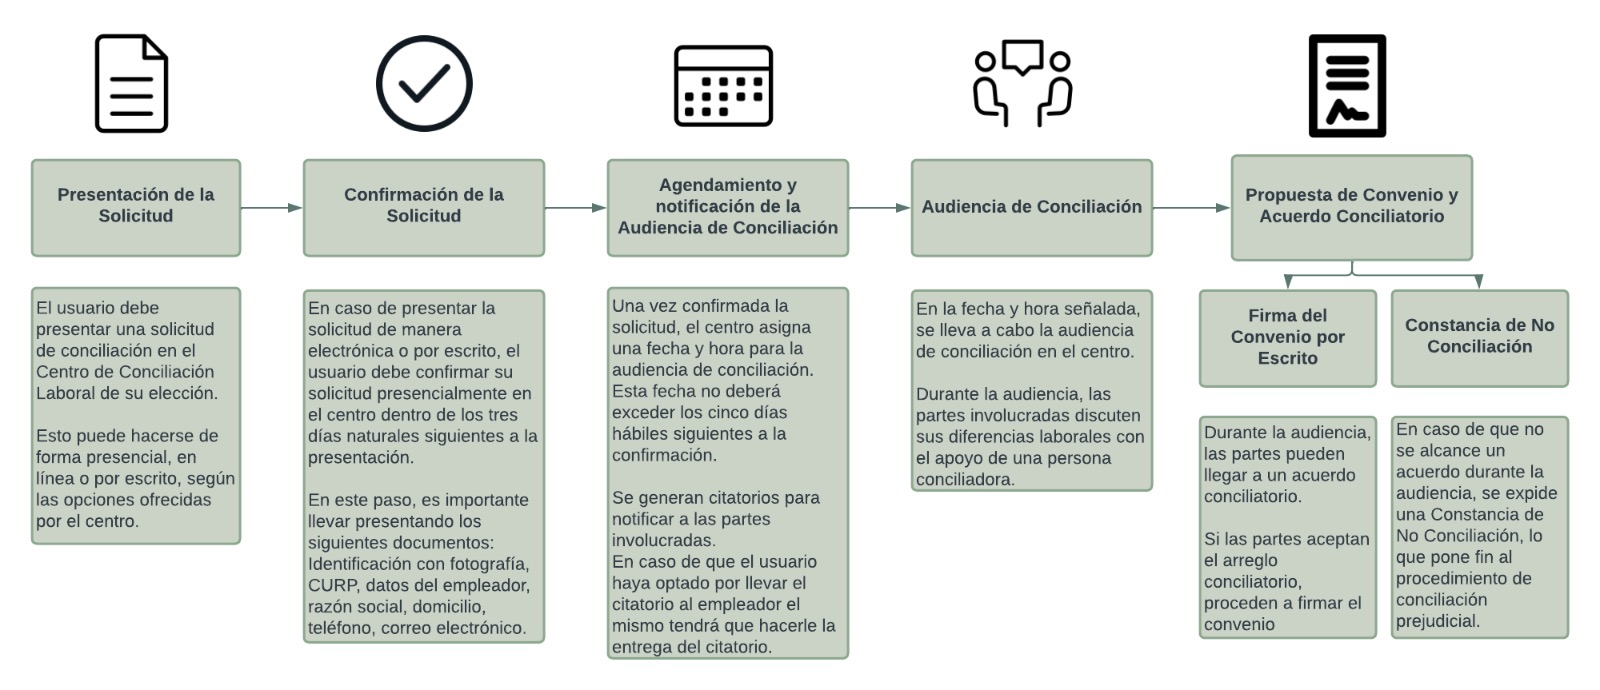 Presentación de la
Solicitud
Confirmación de la
Solicitud
Agendamiento y
notificación de la
Audiencia de Conciliación
Audiencia de Conciliación
Propuesta de Convenio y
Acuerdo Conciliatorio
El usuario debe
presentar una solicitud
de conciliación en el
Centro de Conciliación
Laboral de su elección.
Esto puede hacerse de
forma presencial, en
línea o por escrito, según
las opciones ofrecidas
por el centro.
En caso de presentar la
solicitud de manera
electrónica o por escrito, el
usuario debe confirmar su
solicitud presencialmente en
el centro dentro de los tres
días naturales siguientes a la
presentación.
En este paso, es importante
llevar presentando los
siguientes documentos:
Identificación con fotografía,
CURP, datos del empleador,
razón social, domicilio,
teléfono, correo electrónico.
Una vez confirmada la
solicitud, el centro asigna
una fecha y hora para la
audiencia de conciliación.
Esta fecha no deberá
exceder los cinco días
hábiles siguientes a la
confirmación.
Se generan citatorios para
notificar a las partes
involucradas.
En caso de que el usuario
haya optado por llevar el
citatorio al empleador el
mismo tendrá que hacerle la
entrega del citatorio.
En la fecha y hora señalada,
se lleva a cabo la audiencia
de conciliación en el centro.
Durante la audiencia, las
partes involucradas discuten
sus diferencias laborales con
el apoyo de una persona
conciliadora.
Firma del
Convenio por
Escrito
Durante la audiencia,
las partes pueden
llegar a un acuerdo
conciliatorio.
Si las partes aceptan
el arreglo
conciliatorio,
proceden a firmar el
convenio
Constancia de No
Conciliación
En caso de que no
se alcance un
acuerdo durante la
audiencia, se expide
una Constancia de
No Conciliación, lo
que pone fin al
procedimiento de
conciliación
prejudicial.